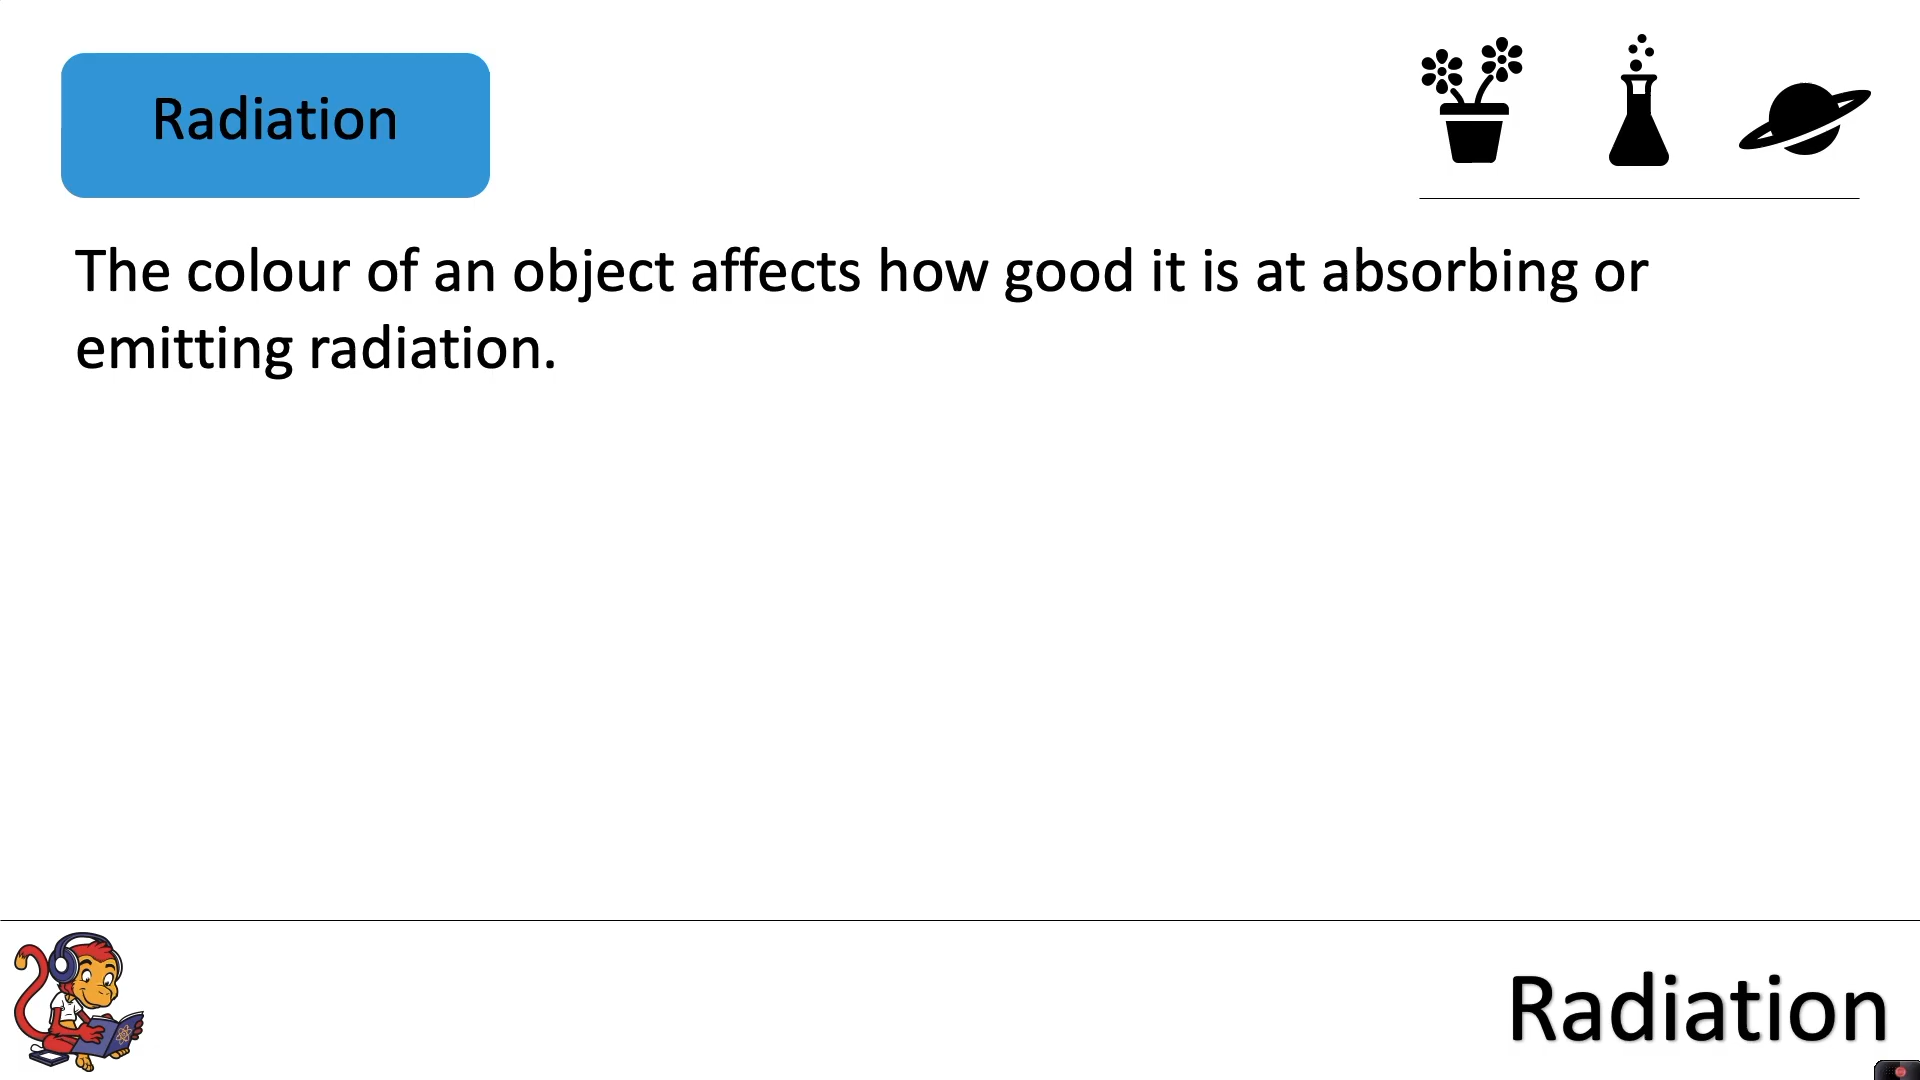 Radiation
The colour of an object affects how good it is at absorbing or
emitting radiation.
Radiation